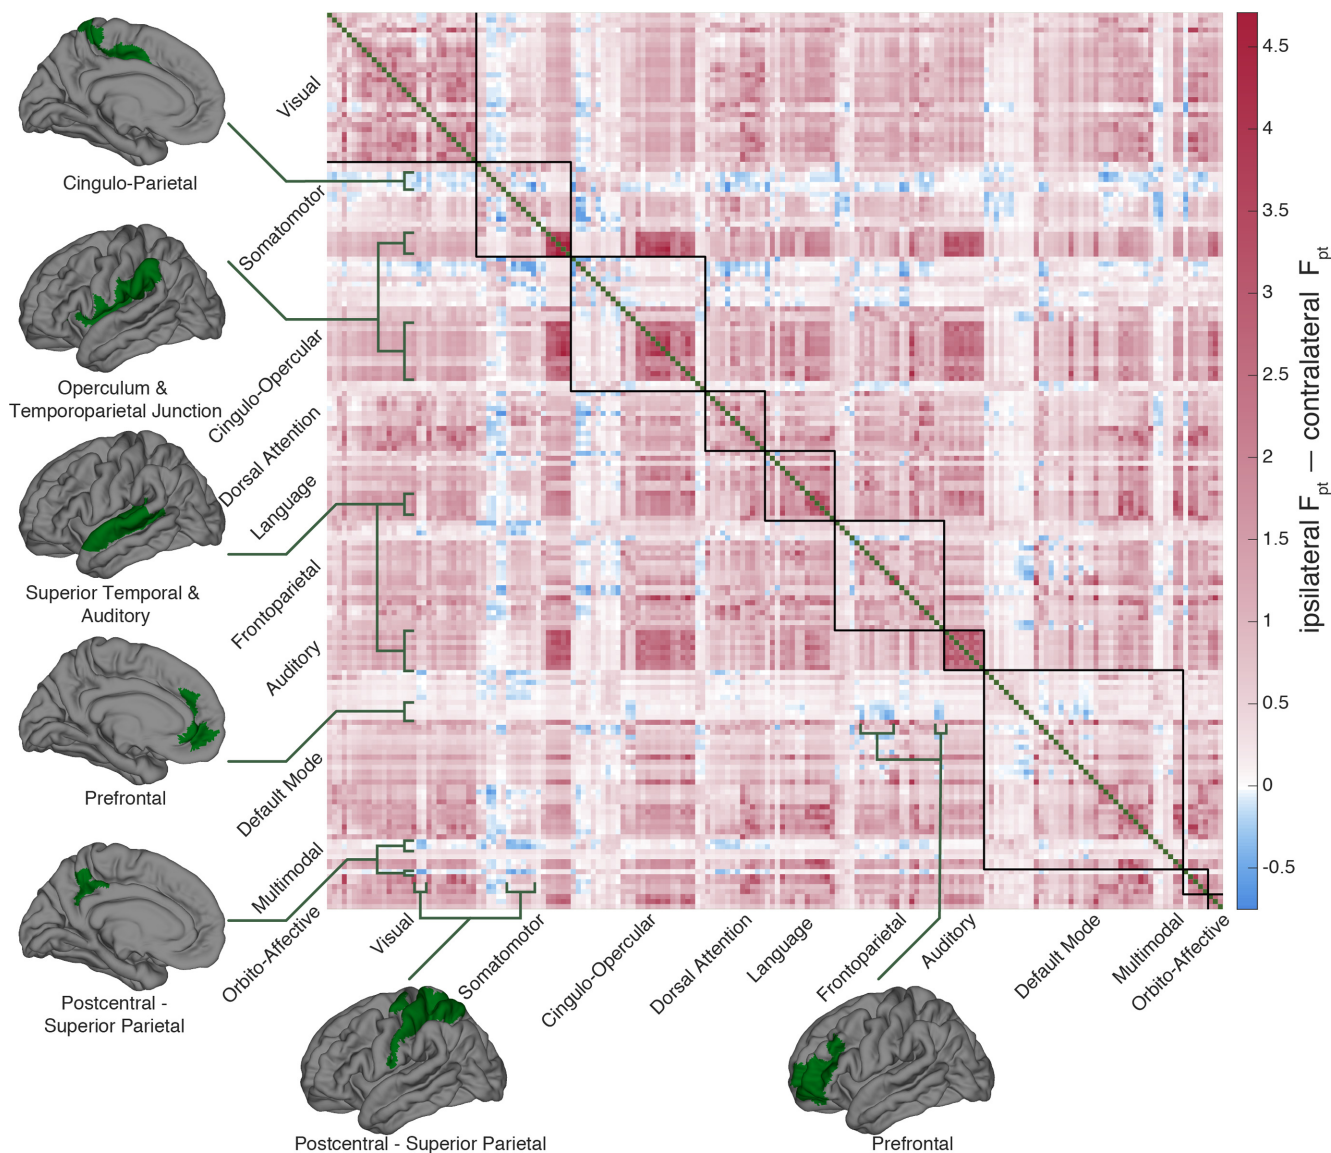 Cingulo-Parietal
Operculum &
Temporoparietal Junction
Superior Temporal &
Auditory
Prefrontal
Postcentral -
Superior Parietal
Visual
Somatomotor
Cingulo-Opercular
Dorsal Attention
Language
Frontoparietal
Auditory
Default Mode
Multimodal
Orbito-Affective
Visual
Somatomotor
Cingulo-Opercular
Dorsal Attention
Language
Frontoparietal
Auditory
Default Mode
Multimodal
Orbito-Affective
Postcentral - Superior Parietal
Prefrontal
4.5
4
3.5
3
2.5
2
1.5
1
0.5
0
-0.5
ipsilateral Fpt — contralateral Fpt